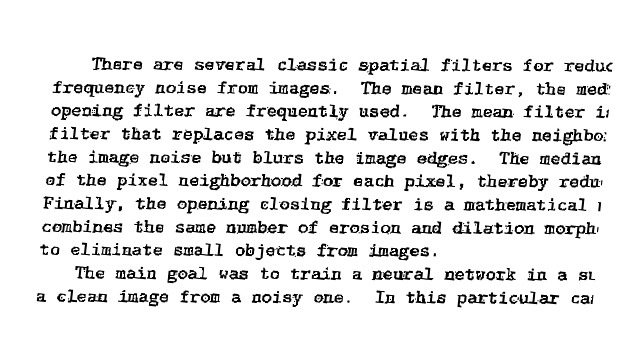 There are several classic spatial filters for reduc
frequency noise from images. The mean filter, the med
opening filter are frequently used. The mean filter i
filter that replaces the pixel values with the neighbo
the image noise but blurs the image edges. The median
of the pixel neighborhood for each pixel, thereby redu
Finally, the opening closing filter is a mathematical
combines the same number of erosion and dilation morph
to eliminate small objects from images.
The main goal was to train a neural network in a su
a clean image from a noisy one. In this particular ca